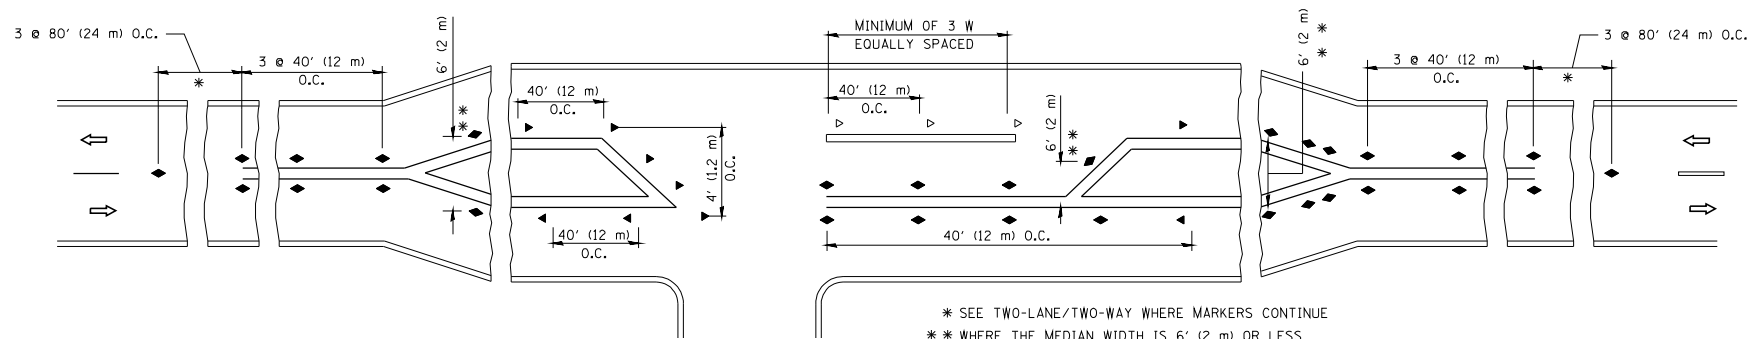 3 @ 80' (24 m) O.C.
3 @ 40' (12 m)
O.C.
*
6' (2 m)
* *
40' (12 m)
O.C.
4' (1.2 m)
O.C.
40' (12 m)
O.C.
MINIMUM OF 3 W
EQUALLY SPACED
40' (12 m)
O.C.
6' (2 m)
* *
40' (12 m) O.C.
6' (2 m)
* *
3 @ 40' (12 m)
O.C.
3 @ 80' (24 m) O.C.
*
* SEE TWO-LANE/TWO-WAY WHERE MARKERS CONTINUE
* * WHERE THE MEDIAN WIDTH IS 6' (2 m) OR LESS